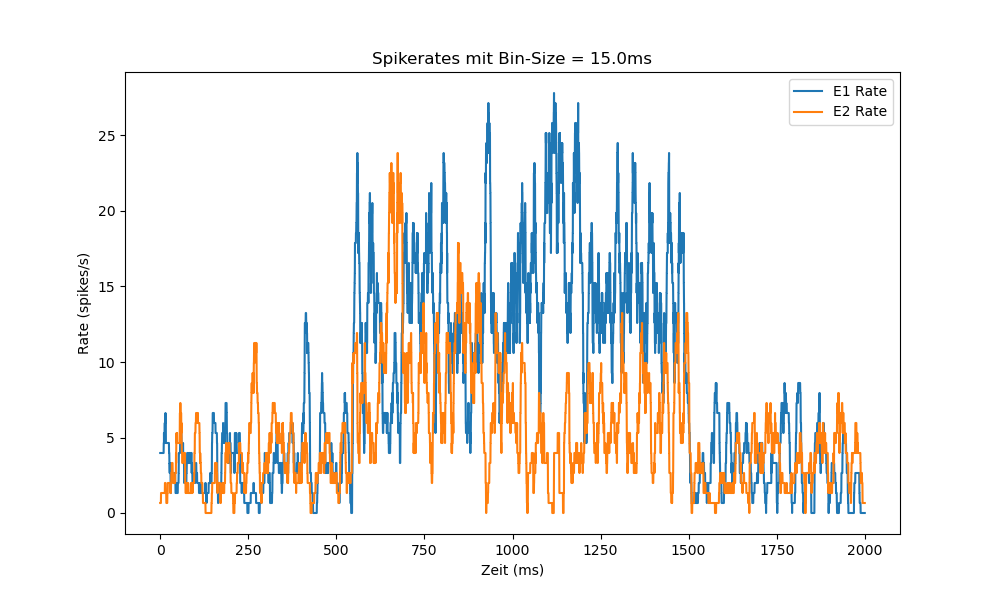 Spikerates mit Bin-Size = 15.0ms
E1 Rate
E2 Rate
25
20
15
10
5
0
Rate (spikes/s)
0 250 500 750 1000 1250 1500 1750 2000
Zeit (ms)